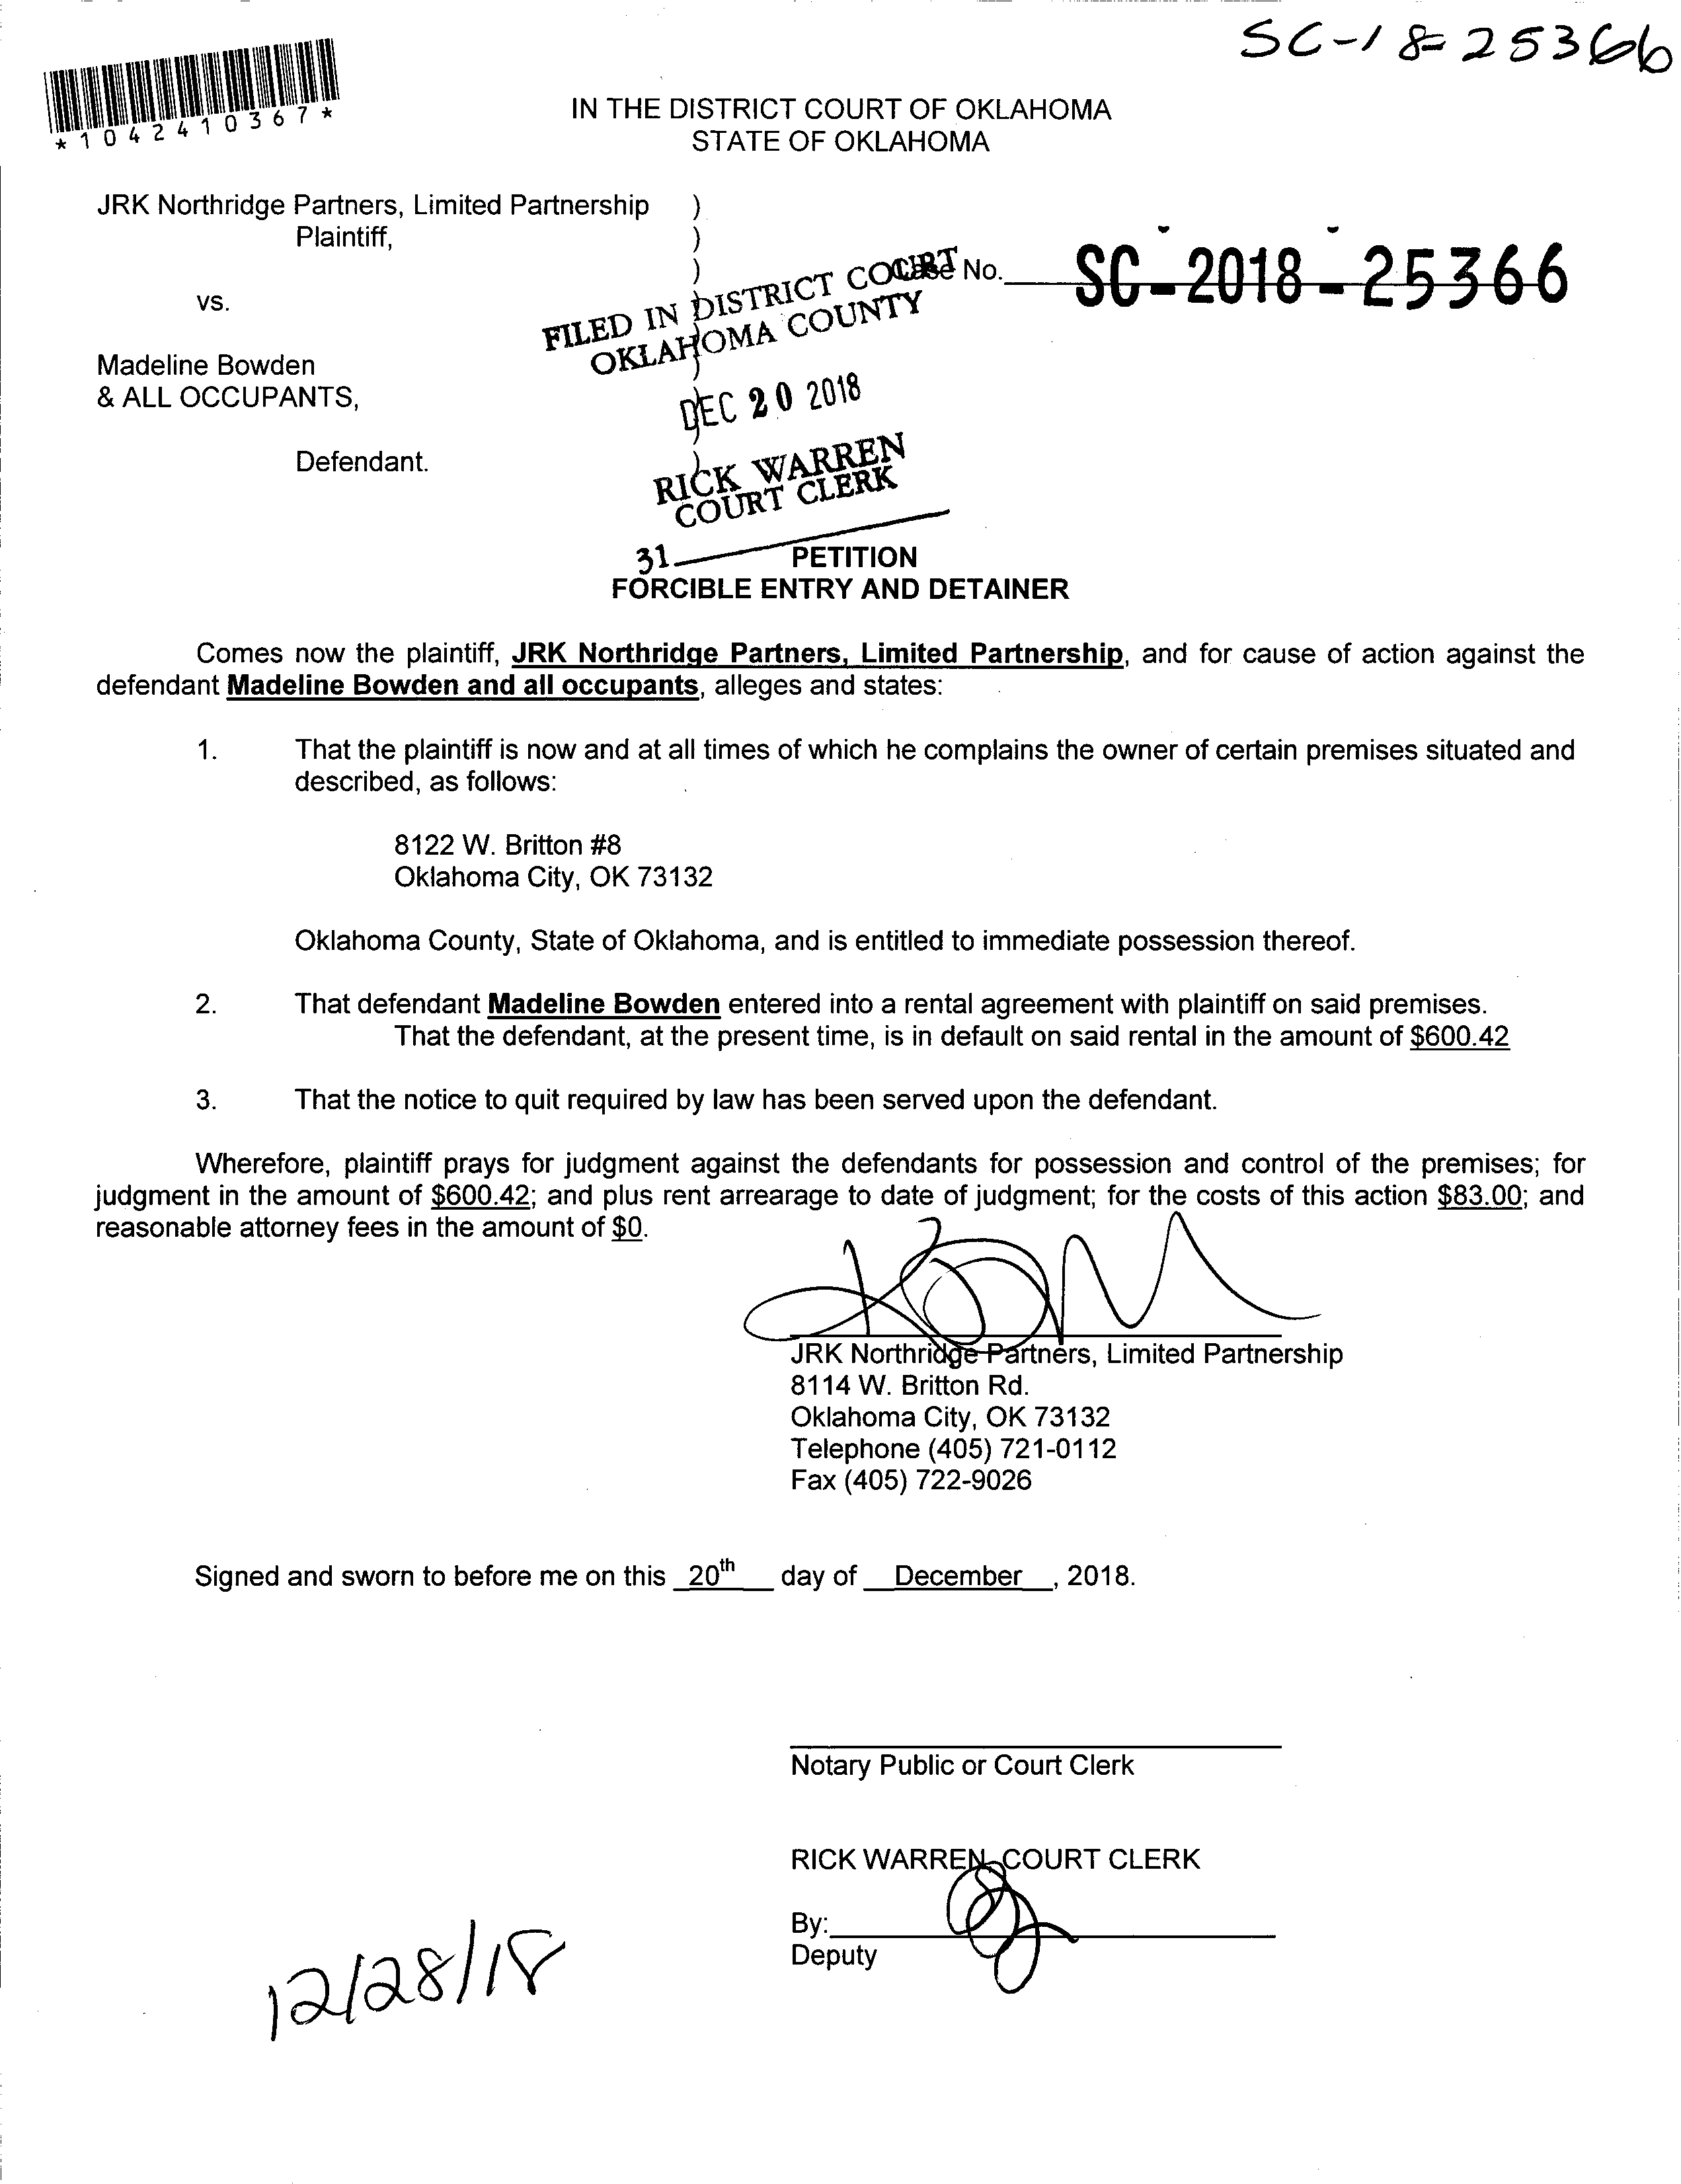 SC-18-25366
*1042410367*
IN THE DISTRICT COURT OF OKLAHOMA
STATE OF OKLAHOMA
JRK Northridge Partners, Limited Partnership )
Plaintiff, )
)
Case No. SC-2018-25366
vs.
FILED IN DISTRICT COURT
OKLAHOMA COUNTY
Madeline Bowden )
& ALL OCCUPANTS,
DEC 20 2018
)
Defendant. )
RICK WARREN
COURT CLERK
31
PETITION
FORCIBLE ENTRY AND DETAINER
Comes now the plaintiff, JRK Northridge Partners, Limited Partnership, and for cause of action against the
defendant Madeline Bowden and all occupants, alleges and states:
1. That the plaintiff is now and at all times of which he complains the owner of certain premises situated and
described, as follows:
8122 W. Britton #8
Oklahoma City, OK 73132
Oklahoma County, State of Oklahoma, and is entitled to immediate possession thereof.
2. That defendant Madeline Bowden entered into a rental agreement with plaintiff on said premises.
That the defendant, at the present time, is in default on said rental in the amount of $600.42
3. That the notice to quit required by law has been served upon the defendant.
Wherefore, plaintiff prays for judgment against the defendants for possession and control of the premises; for
judgment in the amount of $600.42; and plus rent arrearage to date of judgment; for the costs of this action $83.00; and
reasonable attorney fees in the amount of $0.
JRK Northridge Partners, Limited Partnership
8114 W. Britton Rd.
Oklahoma City, OK 73132
Telephone (405) 721-0112
Fax (405) 722-9026
Signed and sworn to before me on this 20th day of December, 2018.
Notary Public or Court Clerk
RICK WARREN, COURT CLERK
By:
Deputy
12/28/18